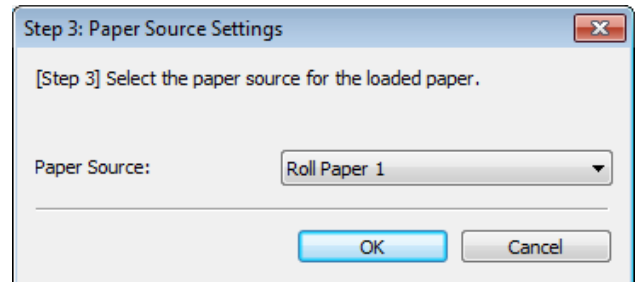 Step 3: Paper Source Settings
[Step 3] Select the paper source for the loaded paper.
Paper Source: Roll Paper 1
OK Cancel